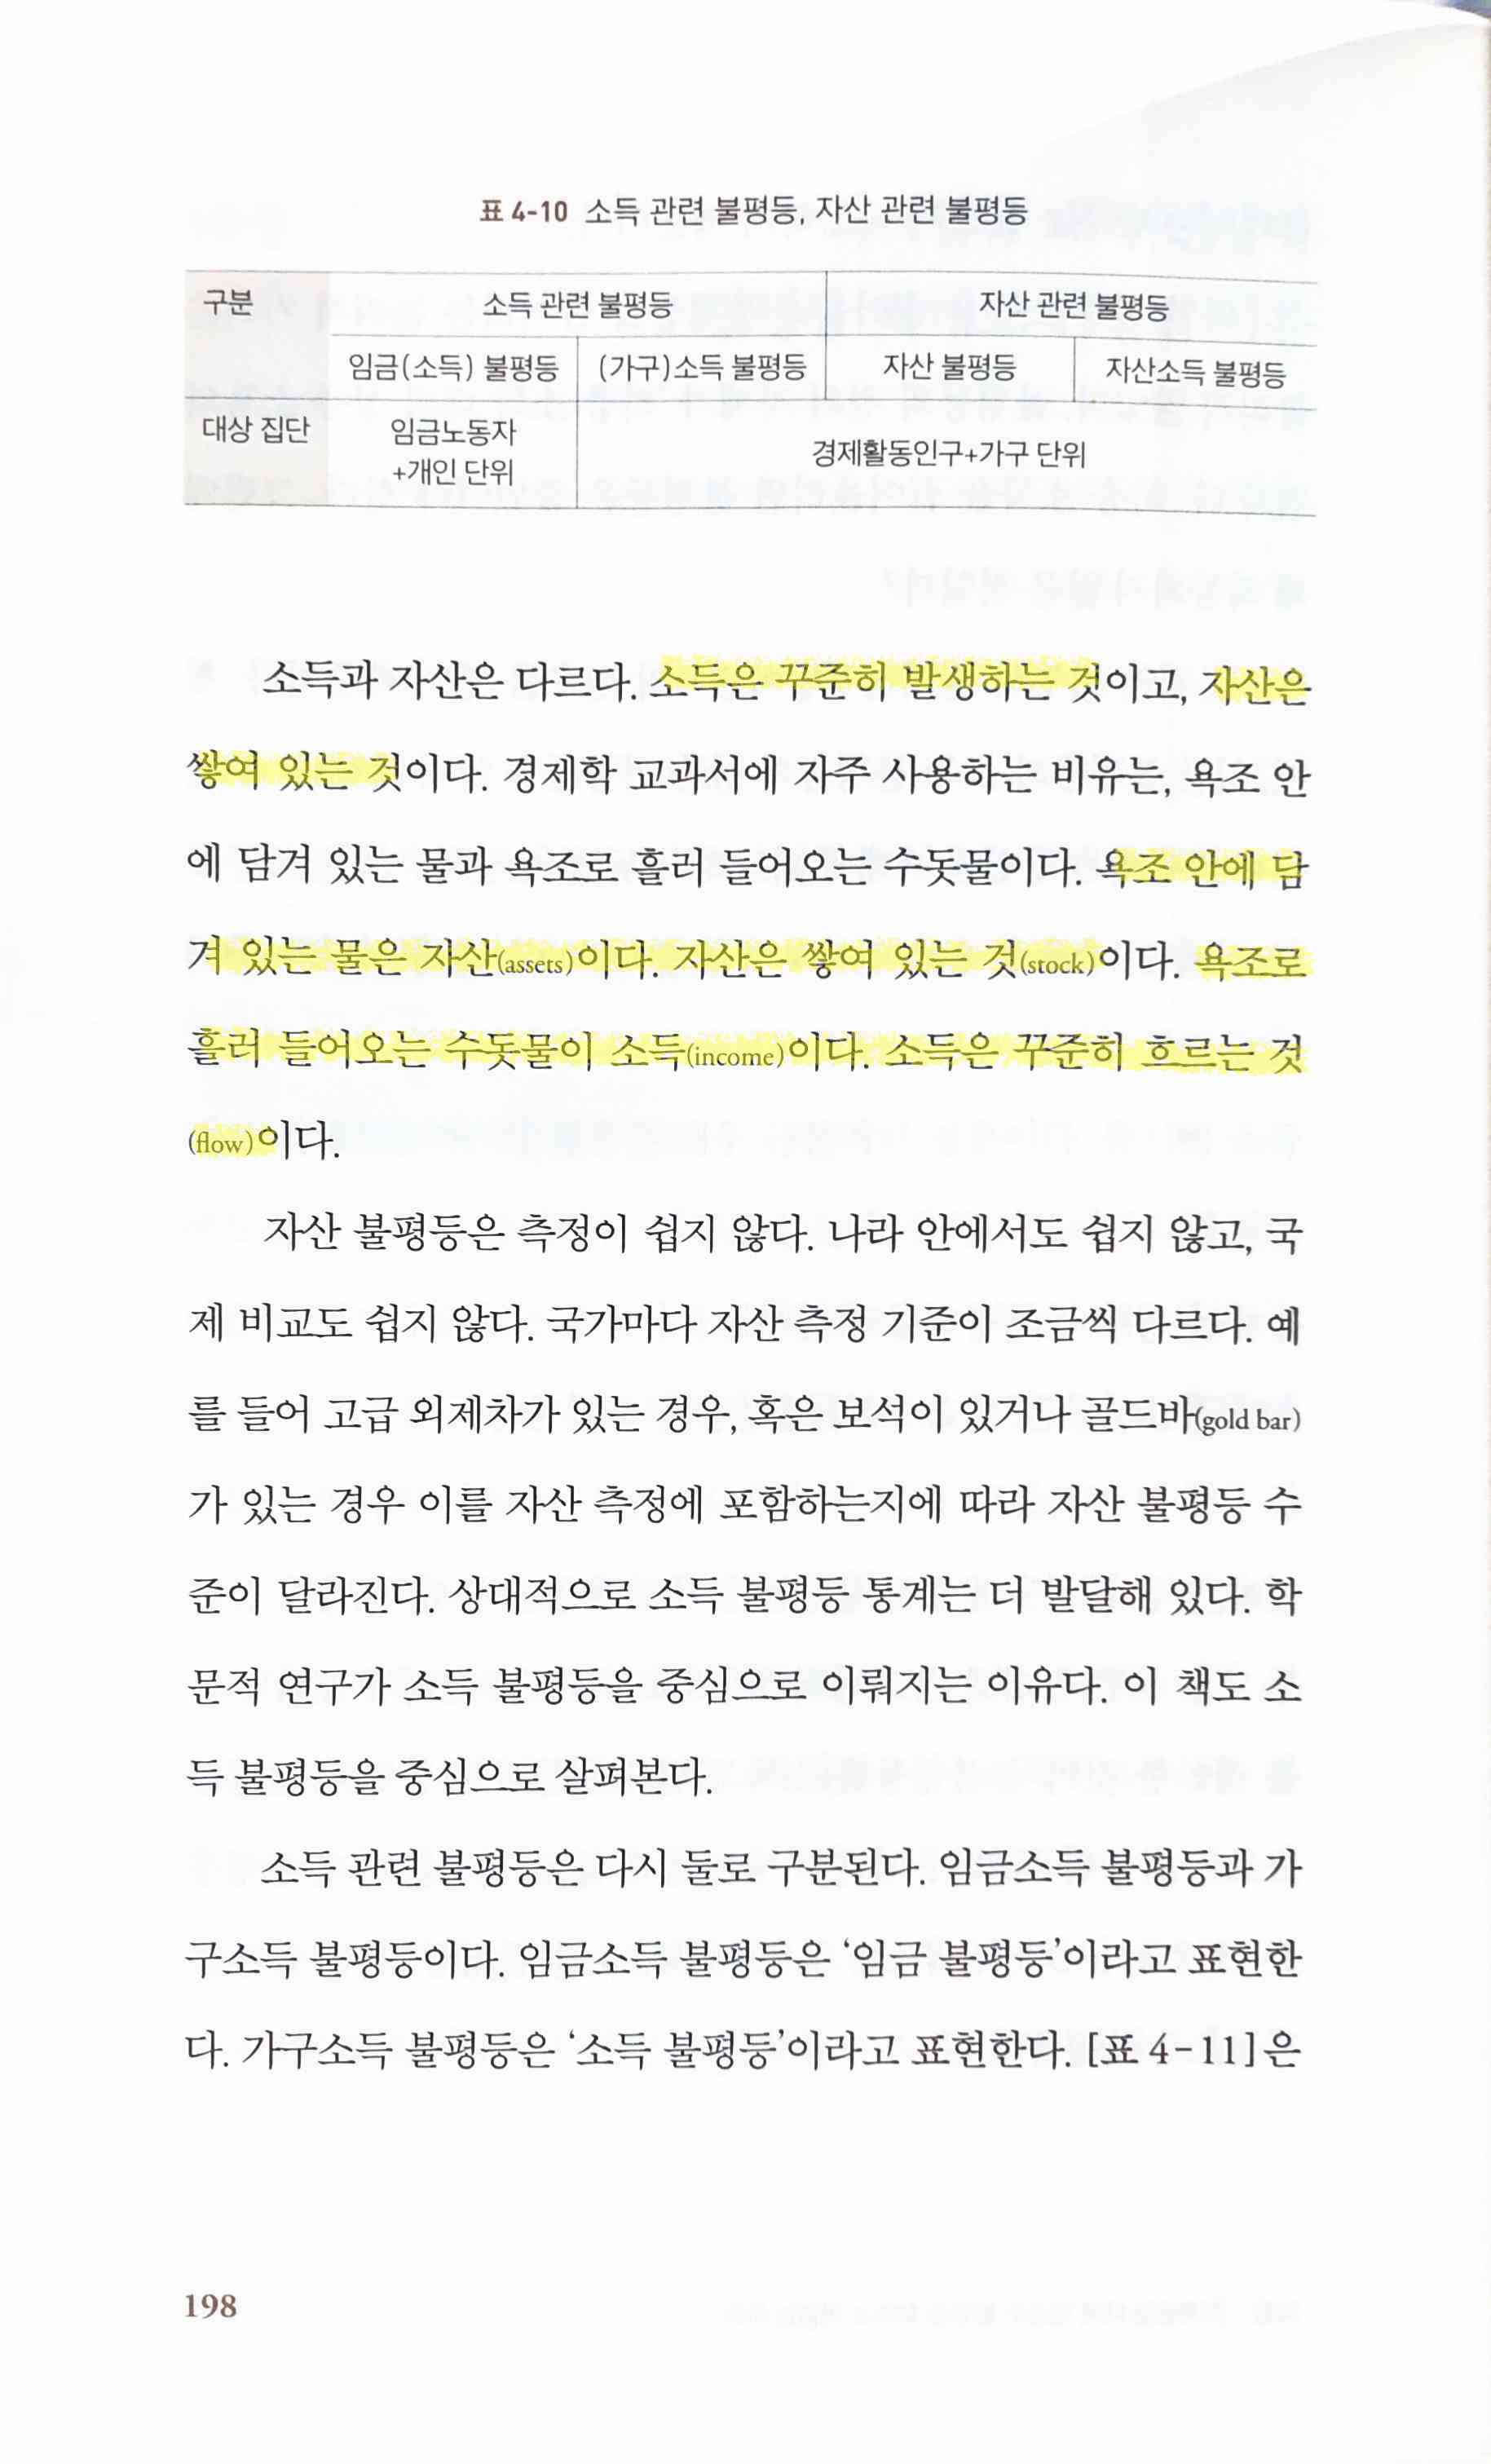 표 4-10 소득 관련 불평등, 자산 관련 불평등
구분 소득 관련 불평등 자산 관련 불평등
임금(소득) 불평등 (가구)소득 불평등 자산 불평등 자산소득 불평등
대상 집단 임금노동자
+개인 단위
경제활동인구+가구 단위
소득과 자산은 다르다. 소득은 꾸준히 발생하는 것이고, 자산은
쌓여 있는 것이다. 경제학 교과서에 자주 사용하는 비유는, 욕조 안
에 담겨 있는 물과 욕조로 흘러 들어오는 수돗물이다. 욕조 안에 담
겨 있는 물은 자산(assets)이다. 자산은 쌓여 있는 것(stock)이다. 욕조로
흘러 들어오는 수돗물이 소득(income)이다. 소득은 꾸준히 흐르는 것
(flow)이다.
자산 불평등은 측정이 쉽지 않다. 나라 안에서도 쉽지 않고, 국
제 비교도 쉽지 않다. 국가마다 자산 측정 기준이 조금씩 다르다. 예
를 들어 고급 외제차가 있는 경우, 혹은 보석이 있거나 골드바(gold bar)
가 있는 경우 이를 자산 측정에 포함하는지에 따라 자산 불평등 수
준이 달라진다. 상대적으로 소득 불평등 통계는 더 발달해 있다. 학
문적 연구가 소득 불평등을 중심으로 이뤄지는 이유다. 이 책도 소
득 불평등을 중심으로 살펴본다.
소득 관련 불평등은 다시 둘로 구분된다. 임금소득 불평등과 가
구소득 불평등이다. 임금소득 불평등은 ‘임금 불평등’이라고 표현한
다. 가구소득 불평등은 ‘소득 불평등’이라고 표현한다. [표 4-11]은
198